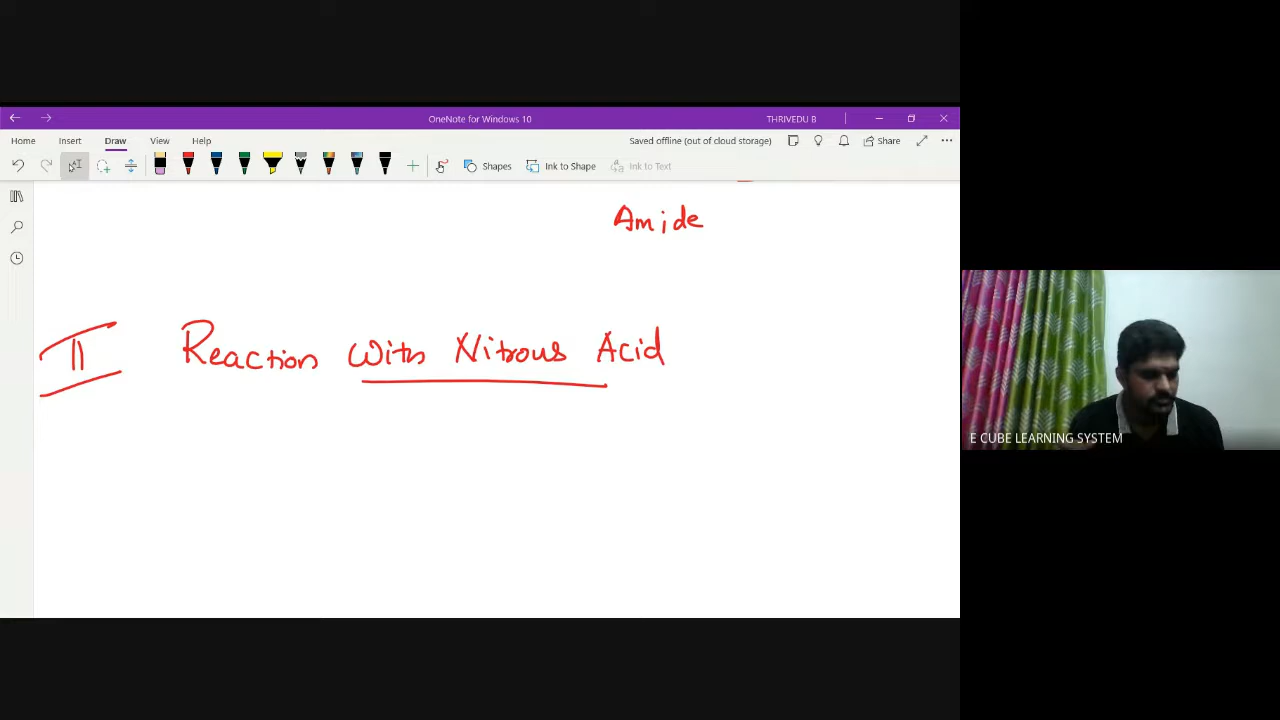 OneNote for Windows 10
THRIVEDU B
Home Insert Draw View Help
Saved offline (out of cloud storage)
Share
Shapes
Ink to Shape
Ink to Text
Amide
II Reaction with Nitrous Acid
E CUBE LEARNING SYSTEM